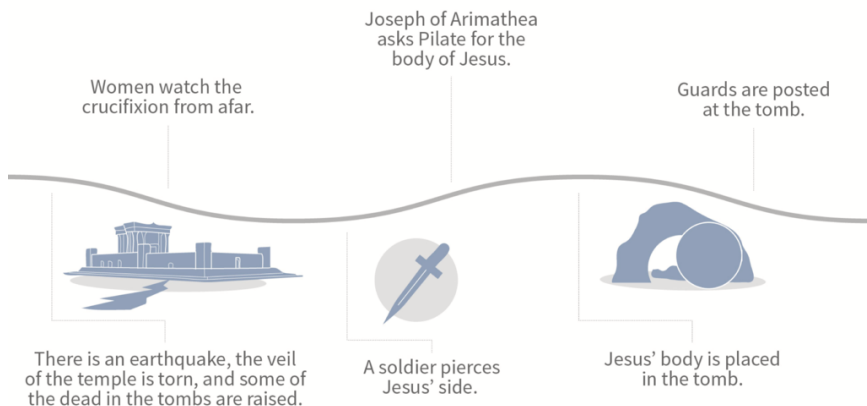 There is an earthquake, the veil
of the temple is torn, and some of
the dead in the tombs are raised.
Women watch the
crucifixion from afar.
A soldier pierces
Jesus’ side.
Joseph of Arimathea
asks Pilate for the
body of Jesus.
Jesus’ body is placed
in the tomb.
Guards are posted
at the tomb.